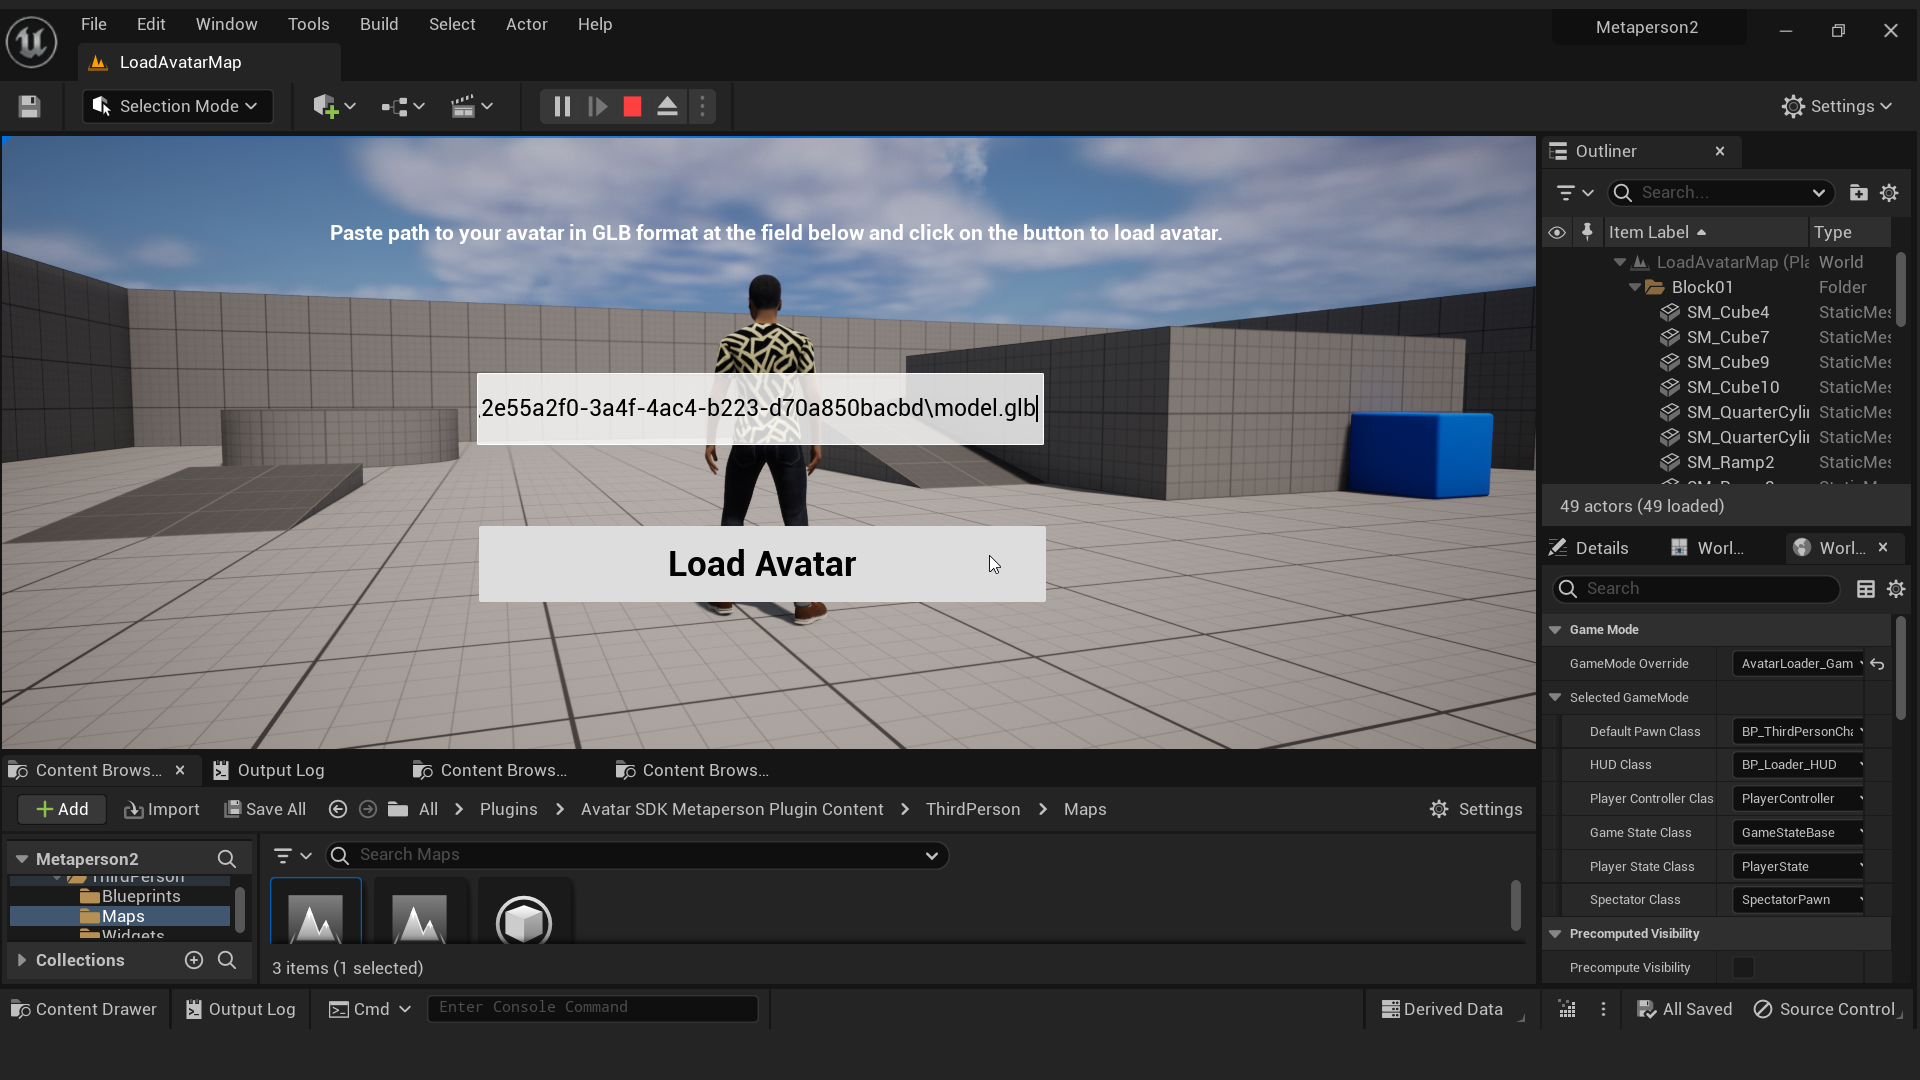 File Edit Window Tools Build Select Actor Help
Metaperson2
LoadAvatarMap
Selection Mode
Settings
Paste path to your avatar in GLB format at the field below and click on the button to load avatar.
2e55a2f0-3a4f-4ac4-b223-d70a850bacbd\model.glb
Load Avatar
Outliner
Search...
Item Label Type
LoadAvatarMap (Pla World
Block01 Folder
SM_Cube4 StaticMes
SM_Cube7 StaticMes
SM_Cube9 StaticMes
SM_Cube10 StaticMes
SM_QuarterCylin StaticMes
SM_QuarterCylin StaticMes
SM_Ramp2 StaticMes
49 actors (49 loaded)
Details Worl... Worl...
Search
Game Mode
GameMode Override AvatarLoader_Gam
Selected GameMode
Default Pawn Class BP_ThirdPersonCha
HUD Class BP_Loader_HUD
Player Controller Clas PlayerController
Game State Class GameStateBase
Player State Class PlayerState
Spectator Class SpectatorPawn
Precomputed Visibility
Precompute Visibility
Content Brows... Output Log Content Brows... Content Brows...
Add Import Save All All > Plugins > Avatar SDK Metaperson Plugin Content > ThirdPerson > Maps Settings
Metaperson2
ThirdPerson
Blueprints
Maps
Widgets
Collections
Search Maps
3 items (1 selected)
Content Drawer Output Log Cmd Enter Console Command Derived Data All Saved Source Control